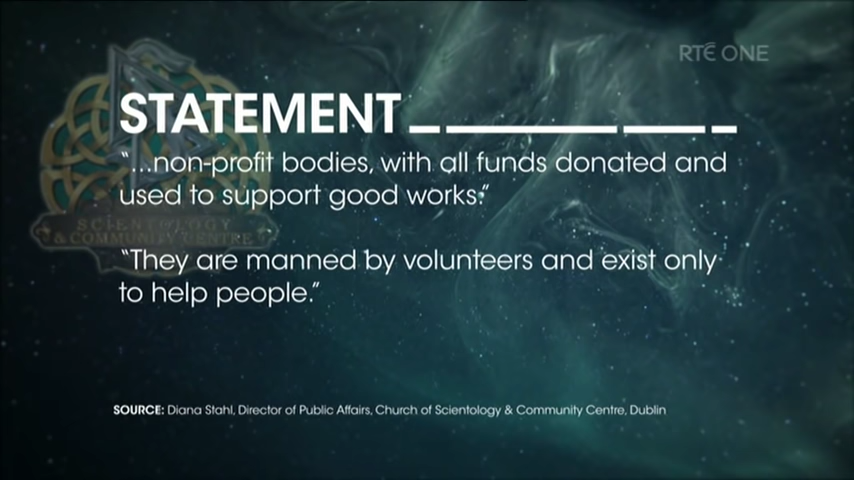 RTÉ ONE
STATEMENT
"...non-profit bodies, with all funds donated and
used to support good works."
"They are manned by volunteers and exist only
to help people."
SCIENTOLOGY
& COMMUNITY CENTRE
SOURCE: Diana Stahl, Director of Public Affairs, Church of Scientology & Community Centre, Dublin